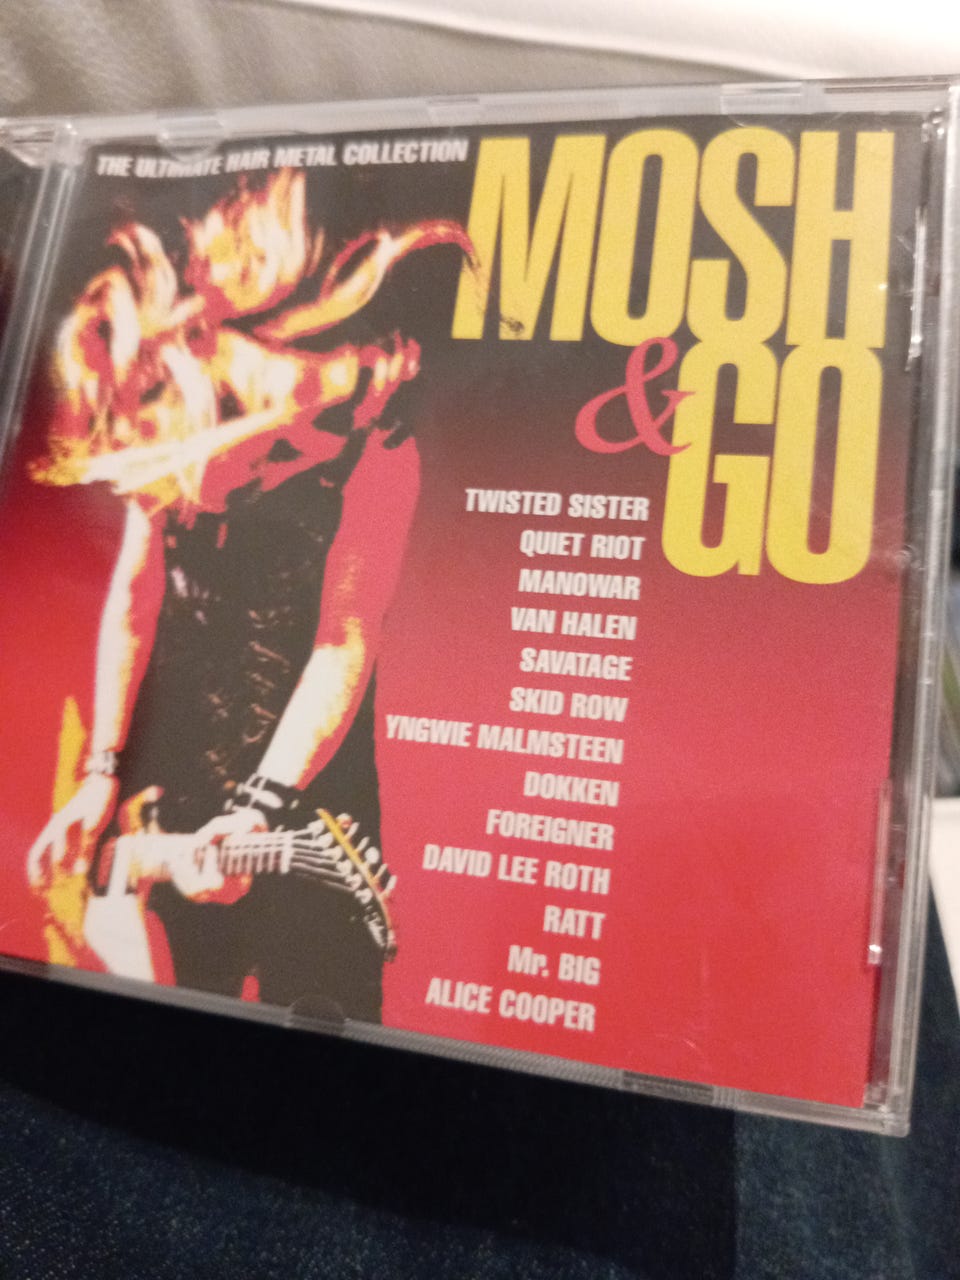 THE ULTIMATE HAIR METAL COLLECTION
MOSH
& GO
TWISTED SISTER
QUIET RIOT
MANOWAR
VAN HALEN
SAVATAGE
SKID ROW
YNGWIE MALMSTEEN
DOKKEN
FOREIGNER
DAVID LEE ROTH
RATT
Mr. BIG
ALICE COOPER